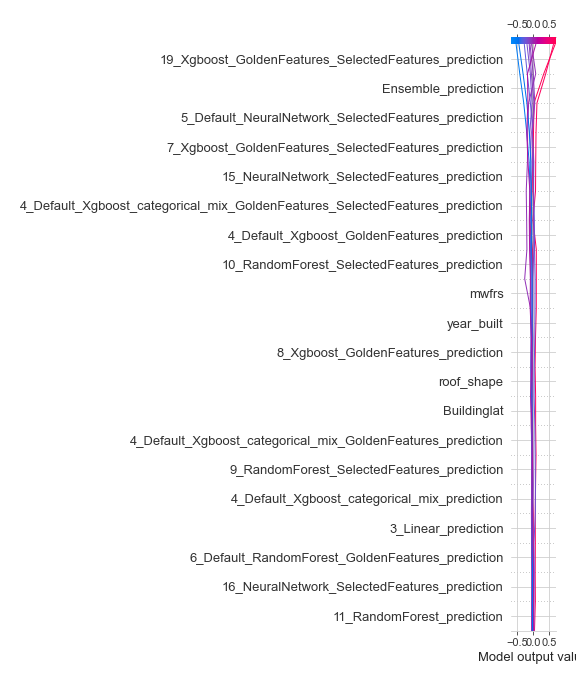 −0.5 0.0 0.5
19_Xgboost_GoldenFeatures_SelectedFeatures_prediction
Ensemble_prediction
5_Default_NeuralNetwork_SelectedFeatures_prediction
7_Xgboost_GoldenFeatures_SelectedFeatures_prediction
15_NeuralNetwork_SelectedFeatures_prediction
4_Default_Xgboost_categorical_mix_GoldenFeatures_SelectedFeatures_prediction
4_Default_Xgboost_GoldenFeatures_prediction
10_RandomForest_SelectedFeatures_prediction
mwfrs
year_built
8_Xgboost_GoldenFeatures_prediction
roof_shape
Buildinglat
4_Default_Xgboost_categorical_mix_GoldenFeatures_prediction
9_RandomForest_SelectedFeatures_prediction
4_Default_Xgboost_categorical_mix_prediction
3_Linear_prediction
6_Default_RandomForest_GoldenFeatures_prediction
16_NeuralNetwork_SelectedFeatures_prediction
11_RandomForest_prediction
−0.5 0.0 0.5
Model output valu